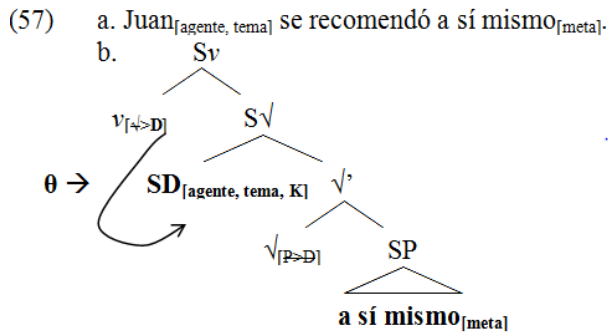 (57) a. Juan[agente, tema] se recomendó a sí mismo[meta].
b. Sv
v[√>D] S√
θ → SD[agente, tema, K] √’
√[P>D] SP
a sí mismo[meta]